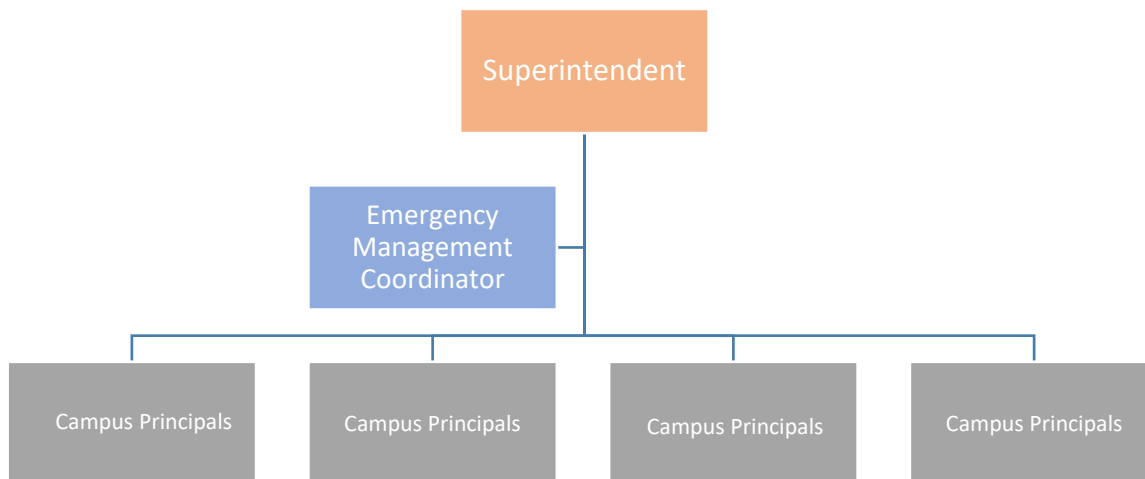 Superintendent
Emergency
Management
Coordinator
Campus Principals
Campus Principals
Campus Principals
Campus Principals